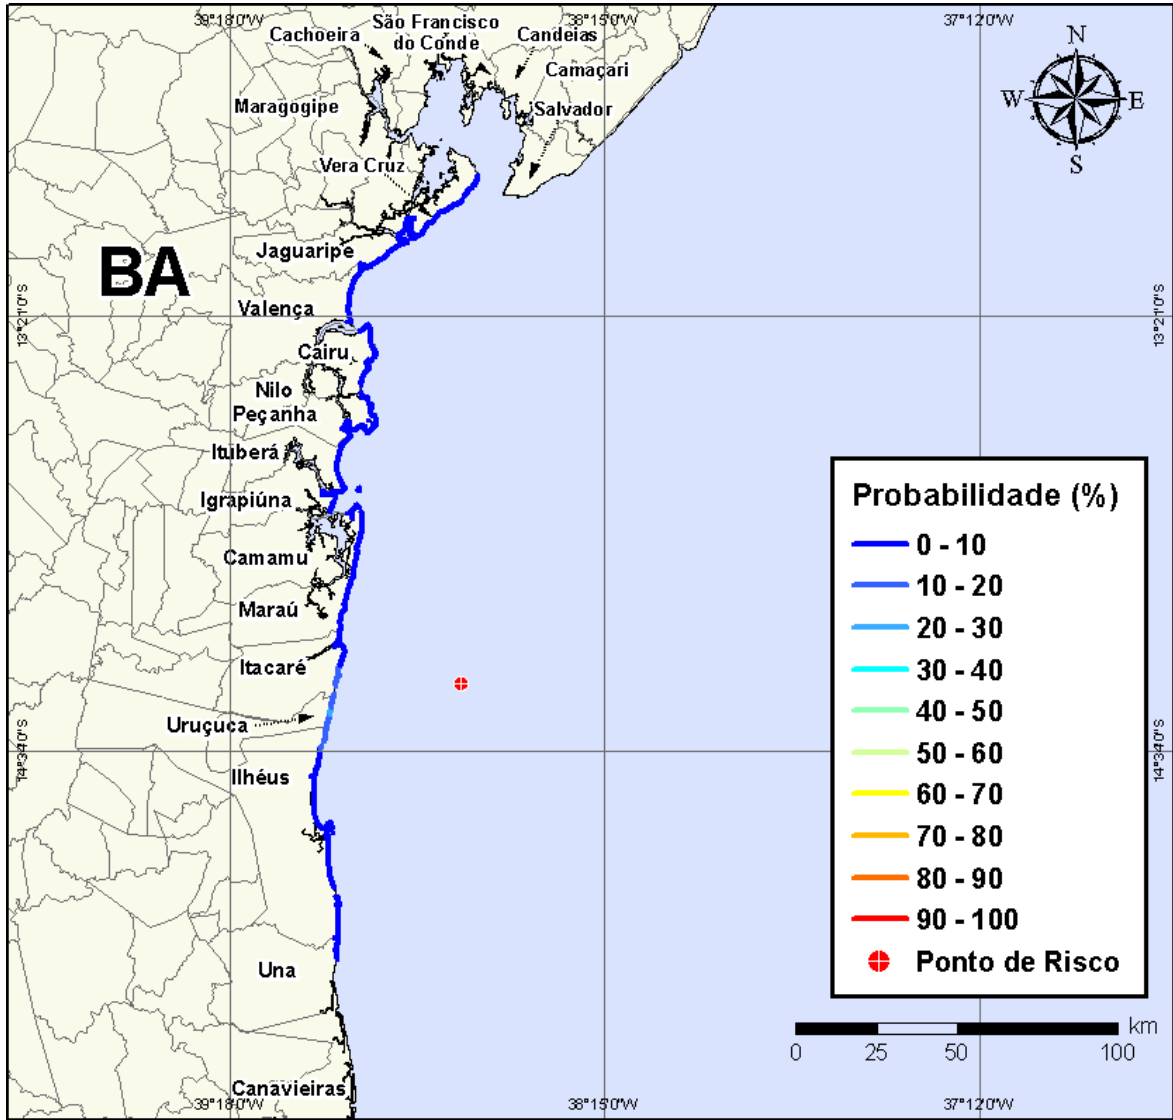 39°18'0"W
38°15'0"W
37°12'0"W
São Francisco
do Conde
Cachoeira
Candeias
Camaçari
Maragogipe
Salvador
Vera Cruz
N
W
E
S
Jaguaripe
BA
Valença
13°21'0"S
13°21'0"S
Cairu
Nilo
Peçanha
Ituberá
Igrapiúna
Camamu
Maraú
Itacaré
Uruçuca
14°34'0"S
14°34'0"S
Ilhéus
Una
Canavieiras
Probabilidade (%)
0 - 10
10 - 20
20 - 30
30 - 40
40 - 50
50 - 60
60 - 70
70 - 80
80 - 90
90 - 100
Ponto de Risco
km
0 25 50 100
39°18'0"W
38°15'0"W
37°12'0"W